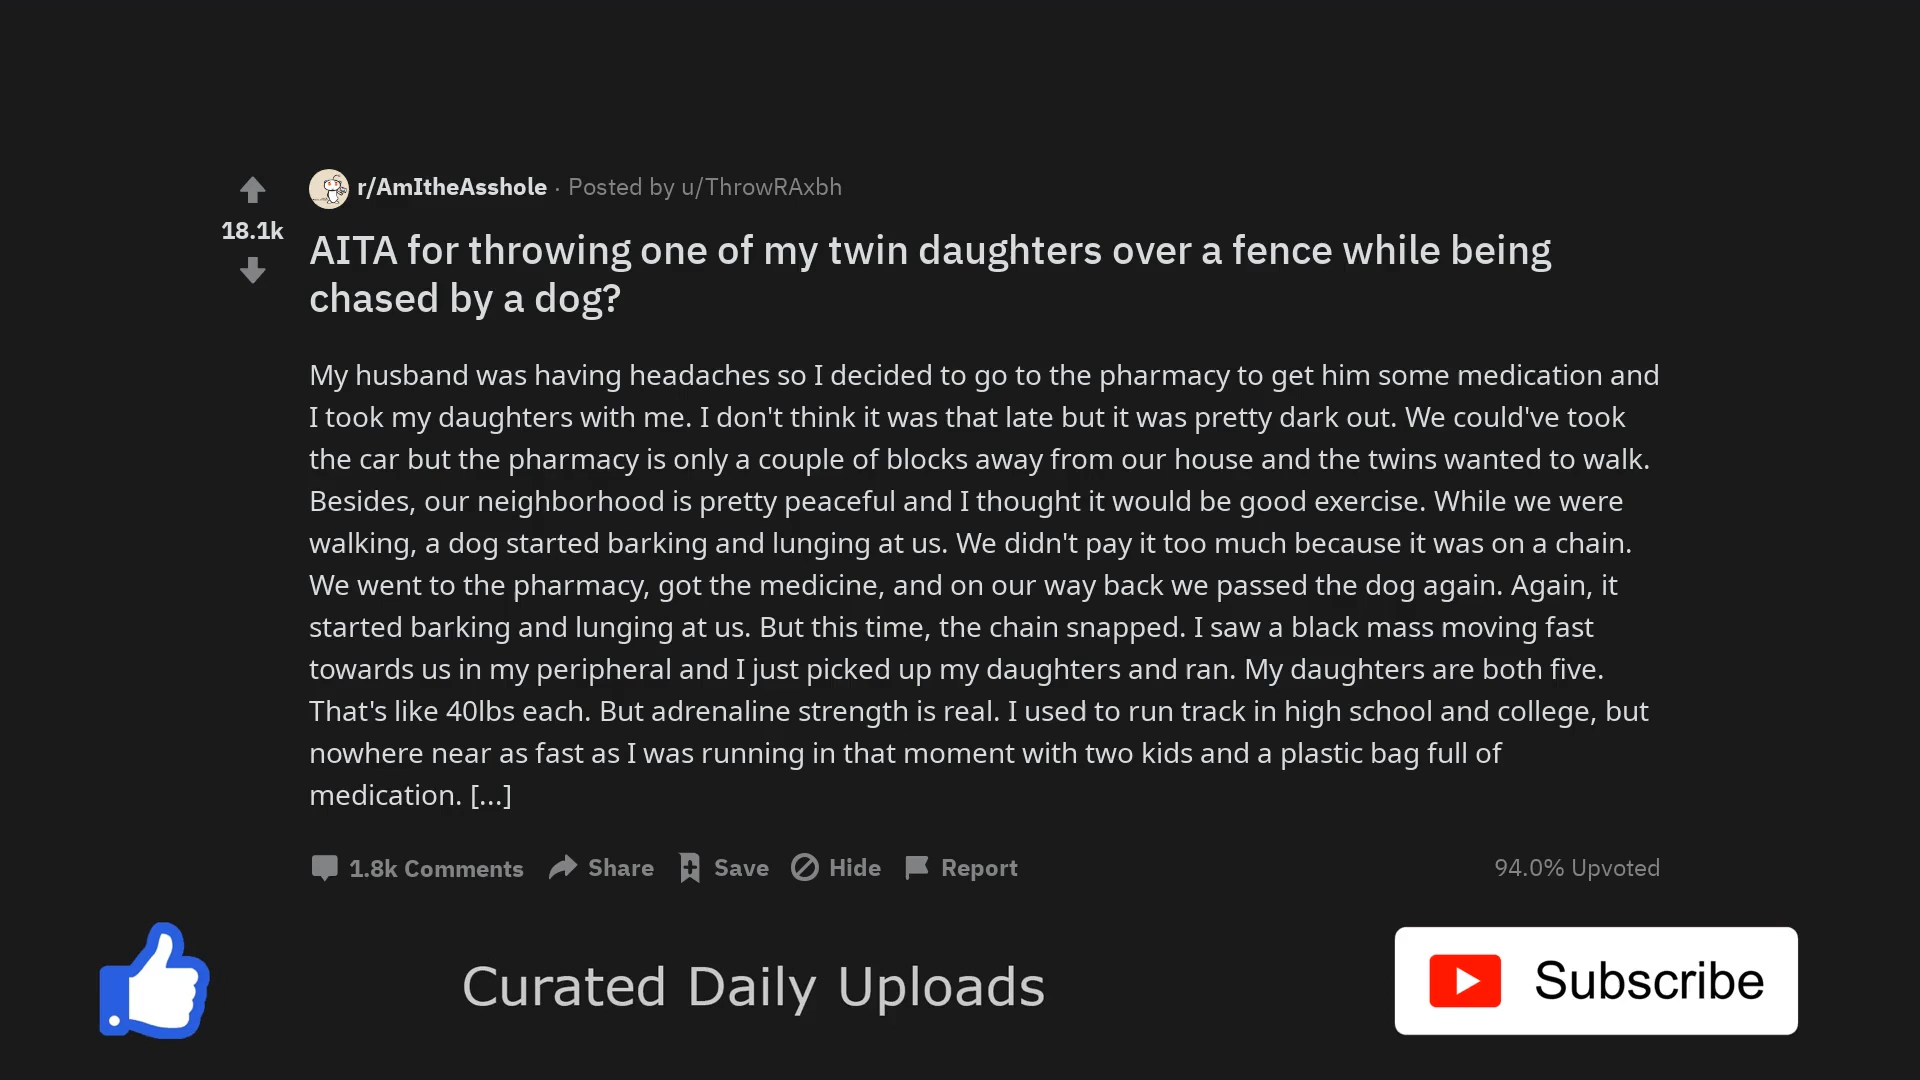 r/AmItheAsshole · Posted by u/ThrowRAxbh
18.1k
AITA for throwing one of my twin daughters over a fence while being
chased by a dog?
My husband was having headaches so I decided to go to the pharmacy to get him some medication and
I took my daughters with me. I don't think it was that late but it was pretty dark out. We could've took
the car but the pharmacy is only a couple of blocks away from our house and the twins wanted to walk.
Besides, our neighborhood is pretty peaceful and I thought it would be good exercise. While we were
walking, a dog started barking and lunging at us. We didn't pay it too much because it was on a chain.
We went to the pharmacy, got the medicine, and on our way back we passed the dog again. Again, it
started barking and lunging at us. But this time, the chain snapped. I saw a black mass moving fast
towards us in my peripheral and I just picked up my daughters and ran. My daughters are both five.
That's like 40lbs each. But adrenaline strength is real. I used to run track in high school and college, but
nowhere near as fast as I was running in that moment with two kids and a plastic bag full of
medication. [...]
1.8k Comments Share Save Hide Report 94.0% Upvoted
Curated Daily Uploads
Subscribe